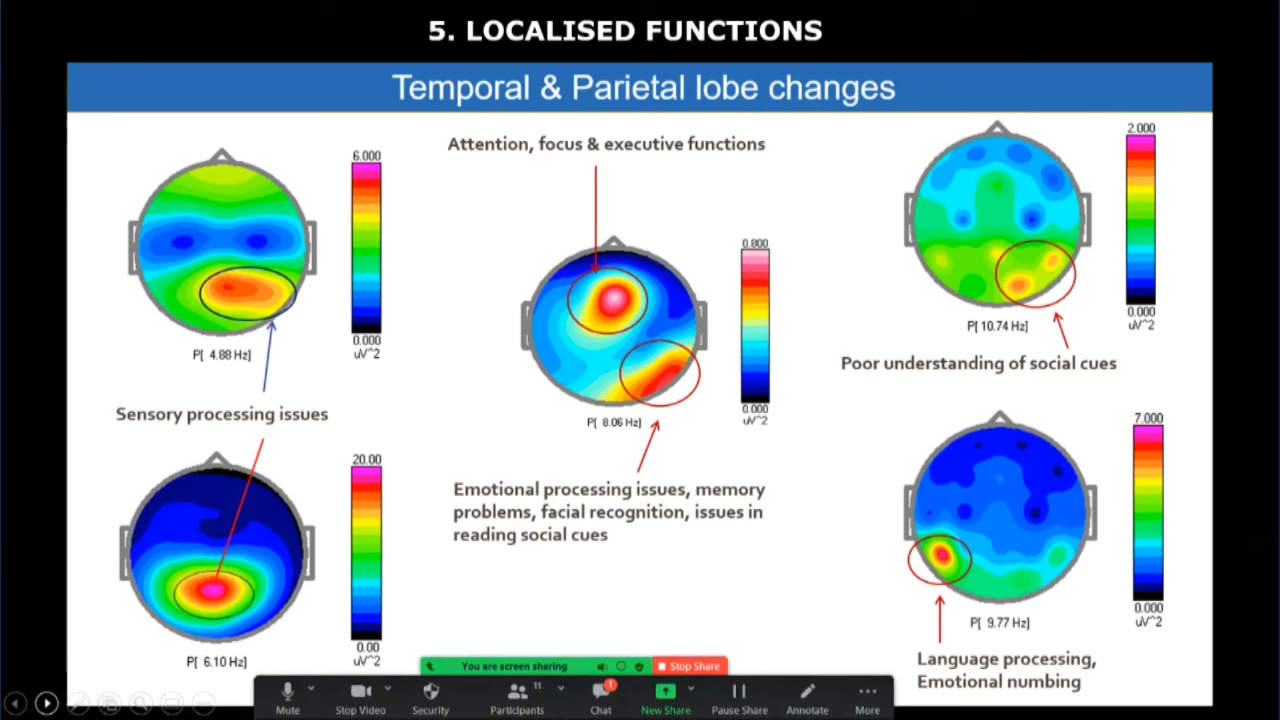 5. LOCALISED FUNCTIONS
Temporal & Parietal lobe changes
6.000
0.000
uV^2
P[ 4.88 Hz]
Sensory processing issues
20.00
0.00
uV^2
P[ 6.10 Hz]
Attention, focus & executive functions
0.800
0.000
uV^2
P[ 8.06 Hz]
Emotional processing issues, memory
problems, facial recognition, issues in
reading social cues
2.000
0.000
uV^2
P[ 10.74 Hz]
Poor understanding of social cues
7.000
0.000
uV^2
P[ 9.77 Hz]
Language processing,
Emotional numbing
You are screen sharing
Stop Share
Mute
Stop Video
Security
11
Participants
1
Chat
New Share
Pause Share
Annotate
More